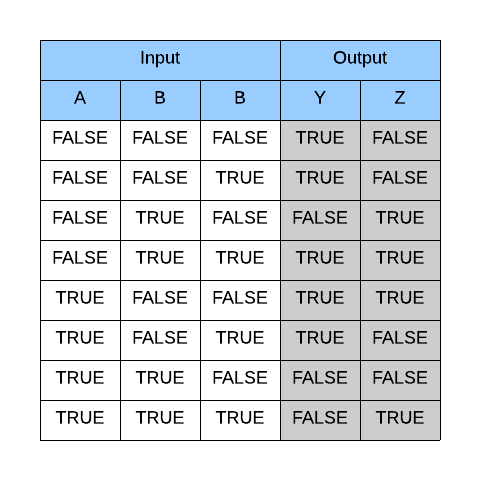 Input Output
A B B Y Z
FALSE FALSE FALSE TRUE FALSE
FALSE FALSE TRUE TRUE FALSE
FALSE TRUE FALSE FALSE TRUE
FALSE TRUE TRUE TRUE TRUE
TRUE FALSE FALSE TRUE TRUE
TRUE FALSE TRUE TRUE FALSE
TRUE TRUE FALSE FALSE FALSE
TRUE TRUE TRUE FALSE TRUE